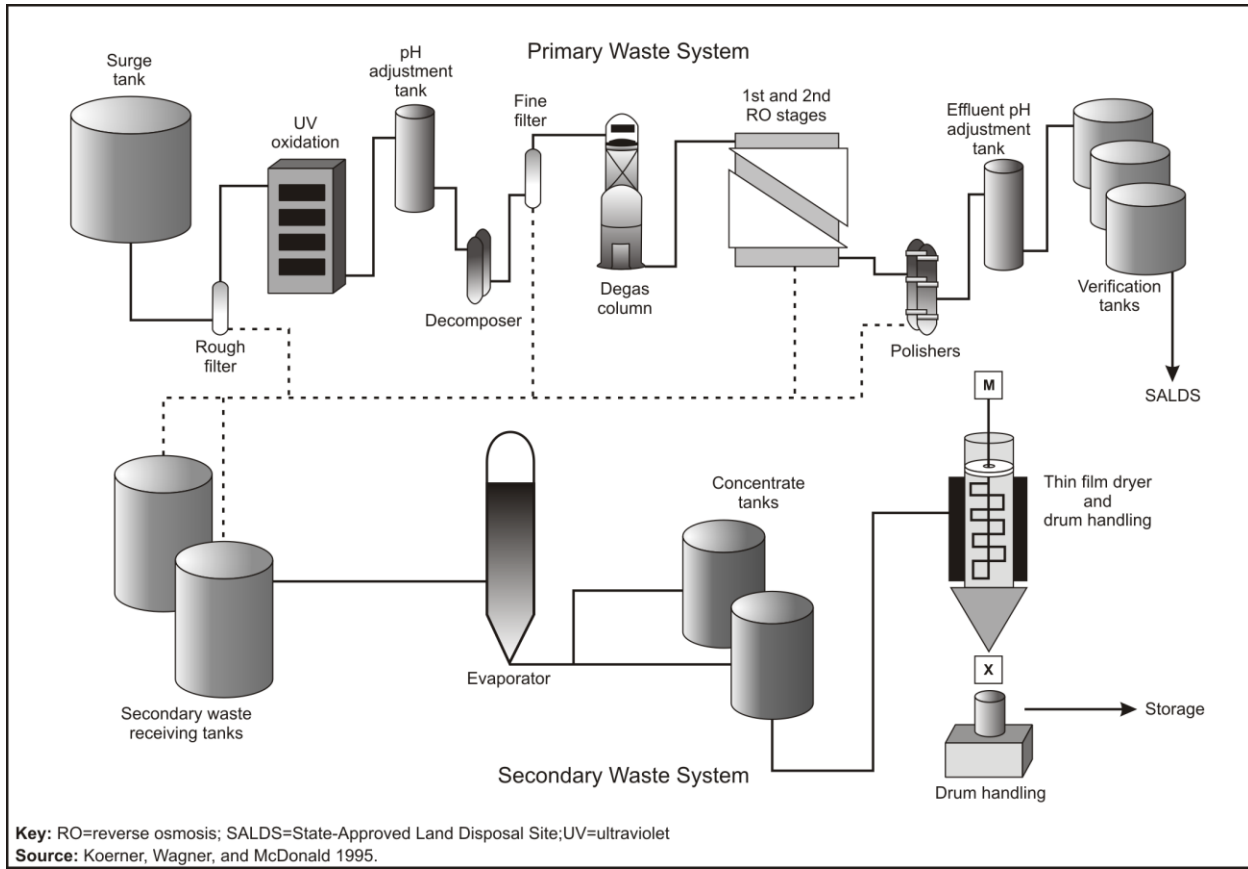 Primary Waste System
Surge
tank
UV
oxidation
pH
adjustment
tank
Fine
filter
1st and 2nd
RO stages
Effluent pH
adjustment
tank
Rough
filter
Decomposer
Degas
column
Polishers
Verification
tanks
SALDS
M
Thin film dryer
and
drum handling
X
Storage
Drum handling
Concentrate
tanks
Evaporator
Secondary waste
receiving tanks
Secondary Waste System
Key: RO=reverse osmosis; SALDS=State-Approved Land Disposal Site;UV=ultraviolet
Source: Koerner, Wagner, and McDonald 1995.